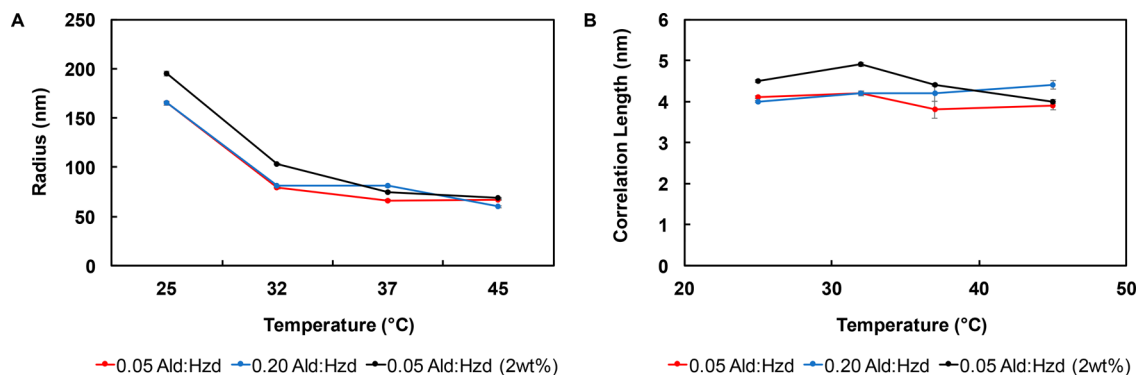 A
Radius (nm)
250
200
150
100
50
0
25 32 37 45
Temperature (°C)
0.05 Ald:Hzd 0.20 Ald:Hzd 0.05 Ald:Hzd (2wt%)
B
Correlation Length (nm)
6
5
4
3
2
1
0
20 30 40 50
Temperature (°C)
0.05 Ald:Hzd 0.20 Ald:Hzd 0.05 Ald:Hzd (2wt%)